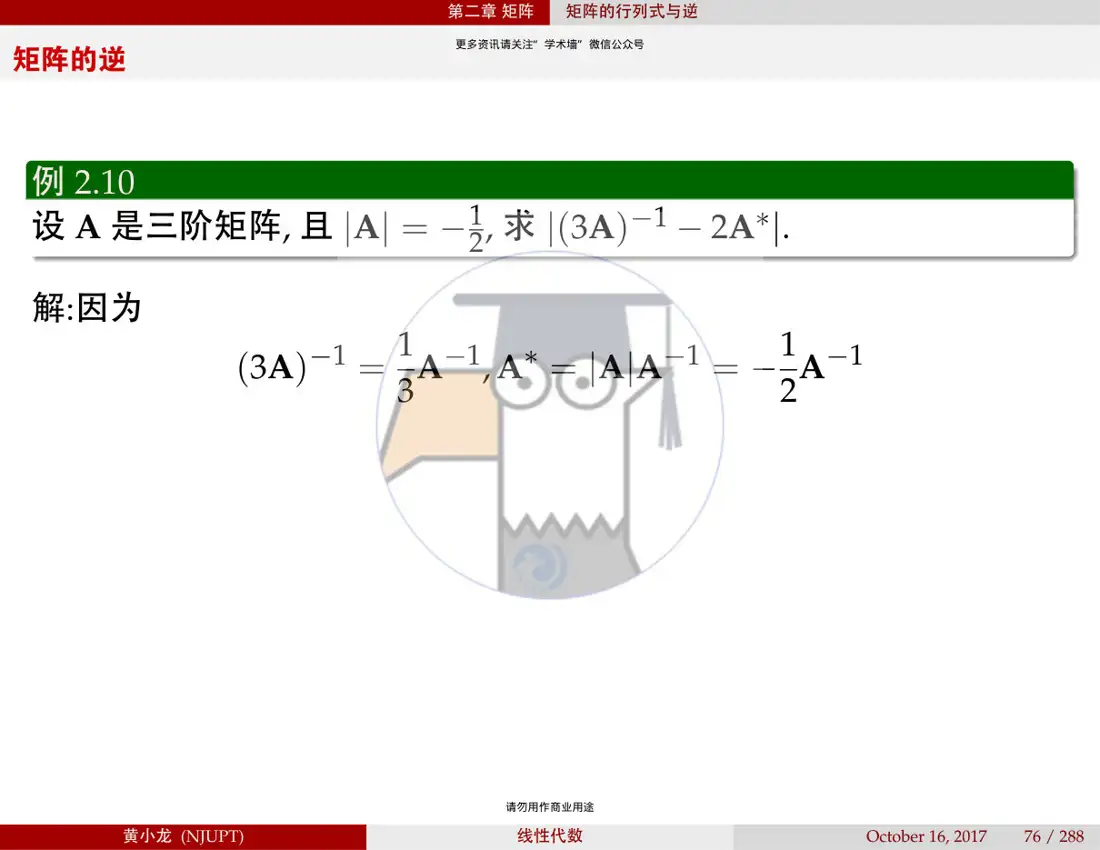 第二章 矩阵 矩阵的行列式与逆
更多资讯请关注“学术墙”微信公众号
矩阵的逆
例 2.10
设 A 是三阶矩阵, 且 |A| = −1/2, 求 |(3A)⁻¹ − 2A*|.
解:因为
(3A)⁻¹ = 1/3 A⁻¹, A* = |A|A⁻¹ = −1/2 A⁻¹
请勿用作商业用途
黄小龙 (NJUPT) 线性代数 October 16, 2017 76 / 288